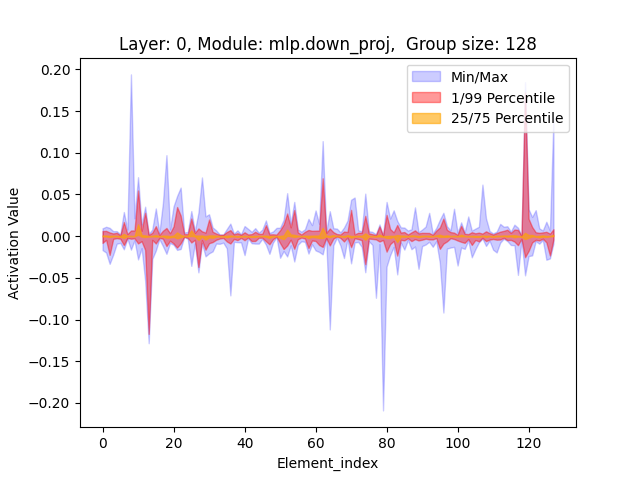 Layer: 0, Module: mlp.down_proj,  Group size: 128
Min/Max
1/99 Percentile
25/75 Percentile
Activation Value
0.20
0.15
0.10
0.05
0.00
−0.05
−0.10
−0.15
−0.20
0 20 40 60 80 100 120
Element_index